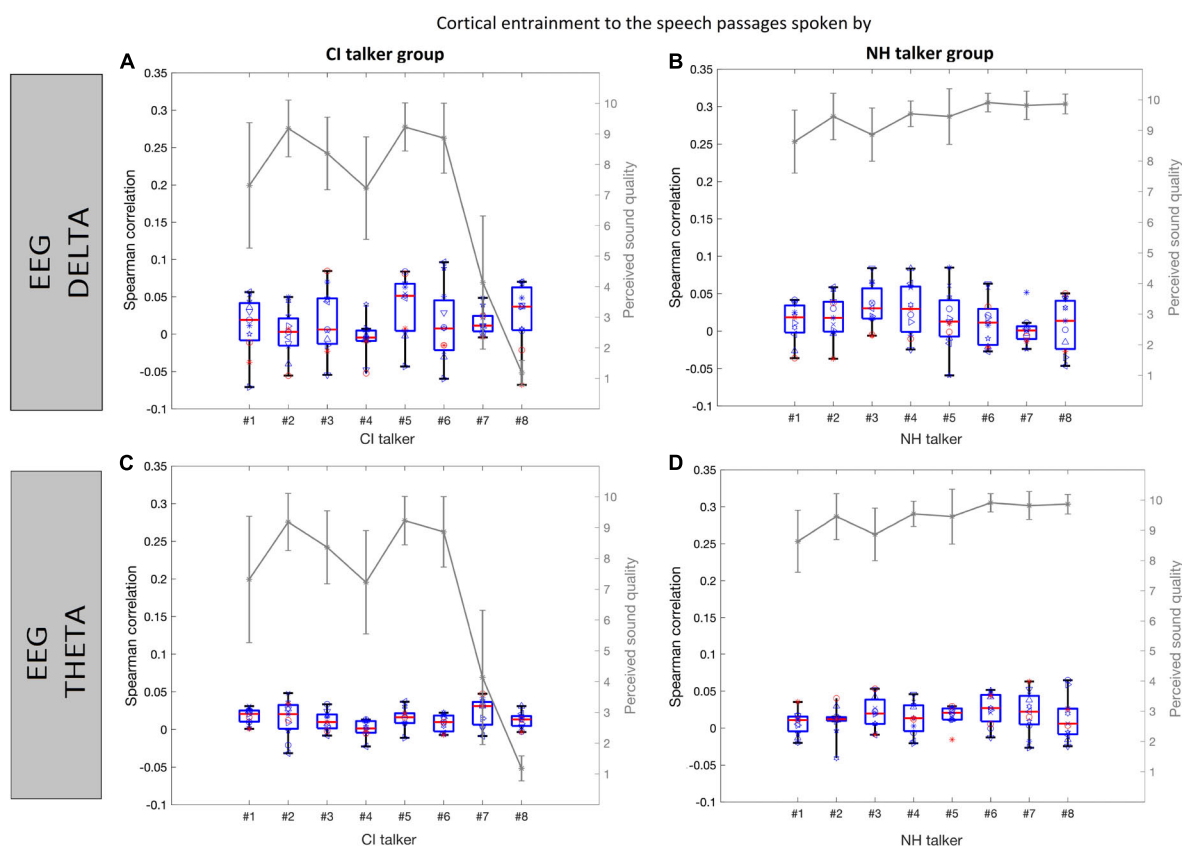 Cortical entrainment to the speech passages spoken by
CI talker group
NH talker group
EEG
DELTA
A
0.35
0.3
0.25
0.2
0.15
0.1
0.05
0
-0.05
-0.1
Spearman correlation
10
9
8
7
6
5
4
3
2
1
Perceived sound quality
#1 #2 #3 #4 #5 #6 #7 #8
CI talker
B
0.35
0.3
0.25
0.2
0.15
0.1
0.05
0
-0.05
-0.1
Spearman correlation
10
9
8
7
6
5
4
3
2
1
Perceived sound quality
#1 #2 #3 #4 #5 #6 #7 #8
NH talker
EEG
THETA
C
0.35
0.3
0.25
0.2
0.15
0.1
0.05
0
-0.05
-0.1
Spearman correlation
10
9
8
7
6
5
4
3
2
1
Perceived sound quality
#1 #2 #3 #4 #5 #6 #7 #8
CI talker
D
0.35
0.3
0.25
0.2
0.15
0.1
0.05
0
-0.05
-0.1
Spearman correlation
10
9
8
7
6
5
4
3
2
1
Perceived sound quality
#1 #2 #3 #4 #5 #6 #7 #8
NH talker